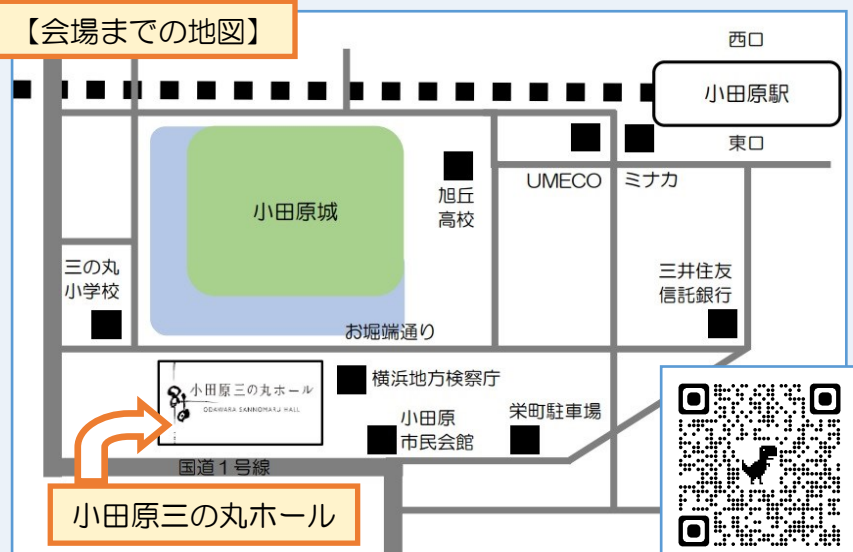 【会場までの地図】
西口
小田原駅
東口
UMECO
ミナカ
小田原城
旭丘
高校
三の丸
小学校
三井住友
信託銀行
お堀端通り
小田原三の丸ホール
ODAWARA SANNOMARU HALL
横浜地方検察庁
小田原
市民会館
栄町駐車場
国道1号線
小田原三の丸ホール